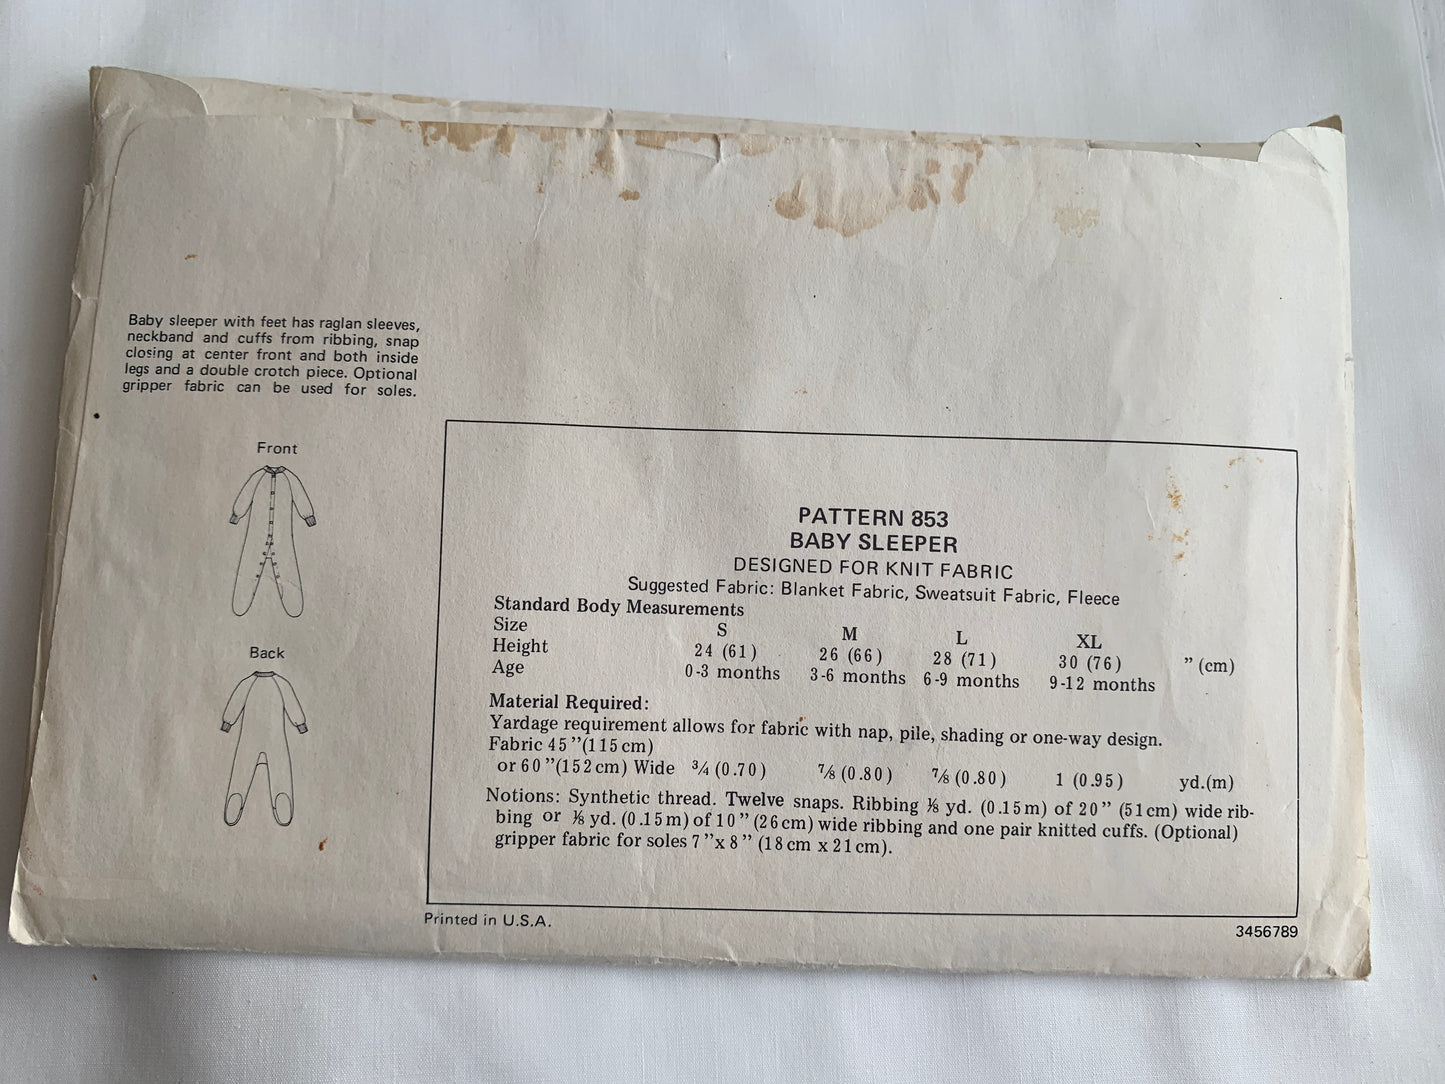 Baby sleeper with feet has raglan sleeves,
neckband and cuffs from ribbing, snap
closing at center front and both inside
legs and a double crotch piece. Optional
gripper fabric can be used for soles.
Front
Back
PATTERN 853
BABY SLEEPER
DESIGNED FOR KNIT FABRIC
Suggested Fabric: Blanket Fabric, Sweatsuit Fabric, Fleece
Standard Body Measurements
Size S M L XL
Height 24 (61) 26 (66) 28 (71) 30 (76) ” (cm)
Age 0-3 months 3-6 months 6-9 months 9-12 months
Material Required:
Yardage requirement allows for fabric with nap, pile, shading or one-way design.
Fabric 45”(115cm)
or 60”(152cm) Wide ¾ (0.70) ⅞ (0.80) ⅞ (0.80) 1 (0.95) yd.(m)
Notions: Synthetic thread. Twelve snaps. Ribbing ⅛ yd. (0.15m) of 20” (51cm) wide rib-
bing or ⅛ yd. (0.15m) of 10” (26cm) wide ribbing and one pair knitted cuffs. (Optional)
gripper fabric for soles 7”x 8” (18cm x 21cm).
Printed in U.S.A.
3456789